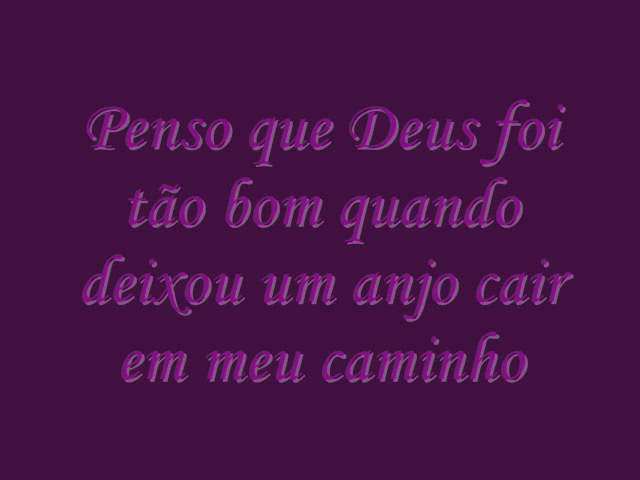 Penso que Deus foi
tão bom quando
deixou um anjo cair
em meu caminho